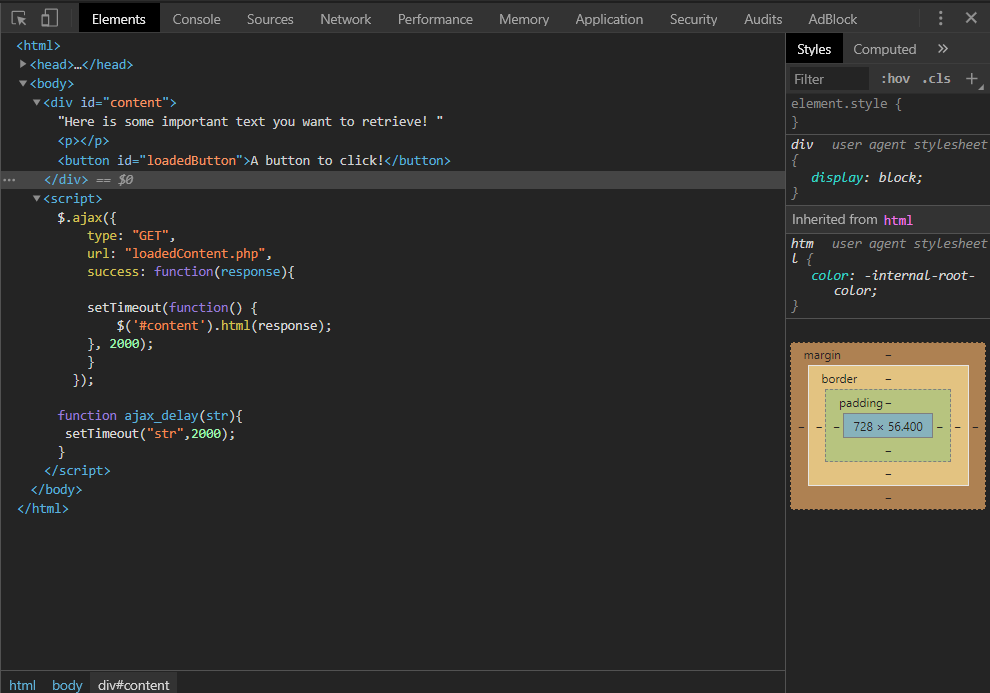 Elements Console Sources Network Performance Memory Application Security Audits AdBlock
<html>
<head>…</head>
<body>
<div id="content">
"Here is some important text you want to retrieve! "
<p></p>
<button id="loadedButton">A button to click!</button>
</div> == $0
<script>
$.ajax({
type: "GET",
url: "loadedContent.php",
success: function(response){
setTimeout(function() {
$('#content').html(response);
}, 2000);
}
});
function ajax_delay(str){
setTimeout("str",2000);
}
</script>
</body>
</html>
html body div#content
Styles Computed »
Filter :hov .cls +
element.style {
}
div user agent stylesheet
{
display: block;
}
Inherited from html
htm user agent stylesheet
l {
color: -internal-root-
color;
}
margin –
border –
padding –
– – – 728 × 56.400 – – –
–
–
–